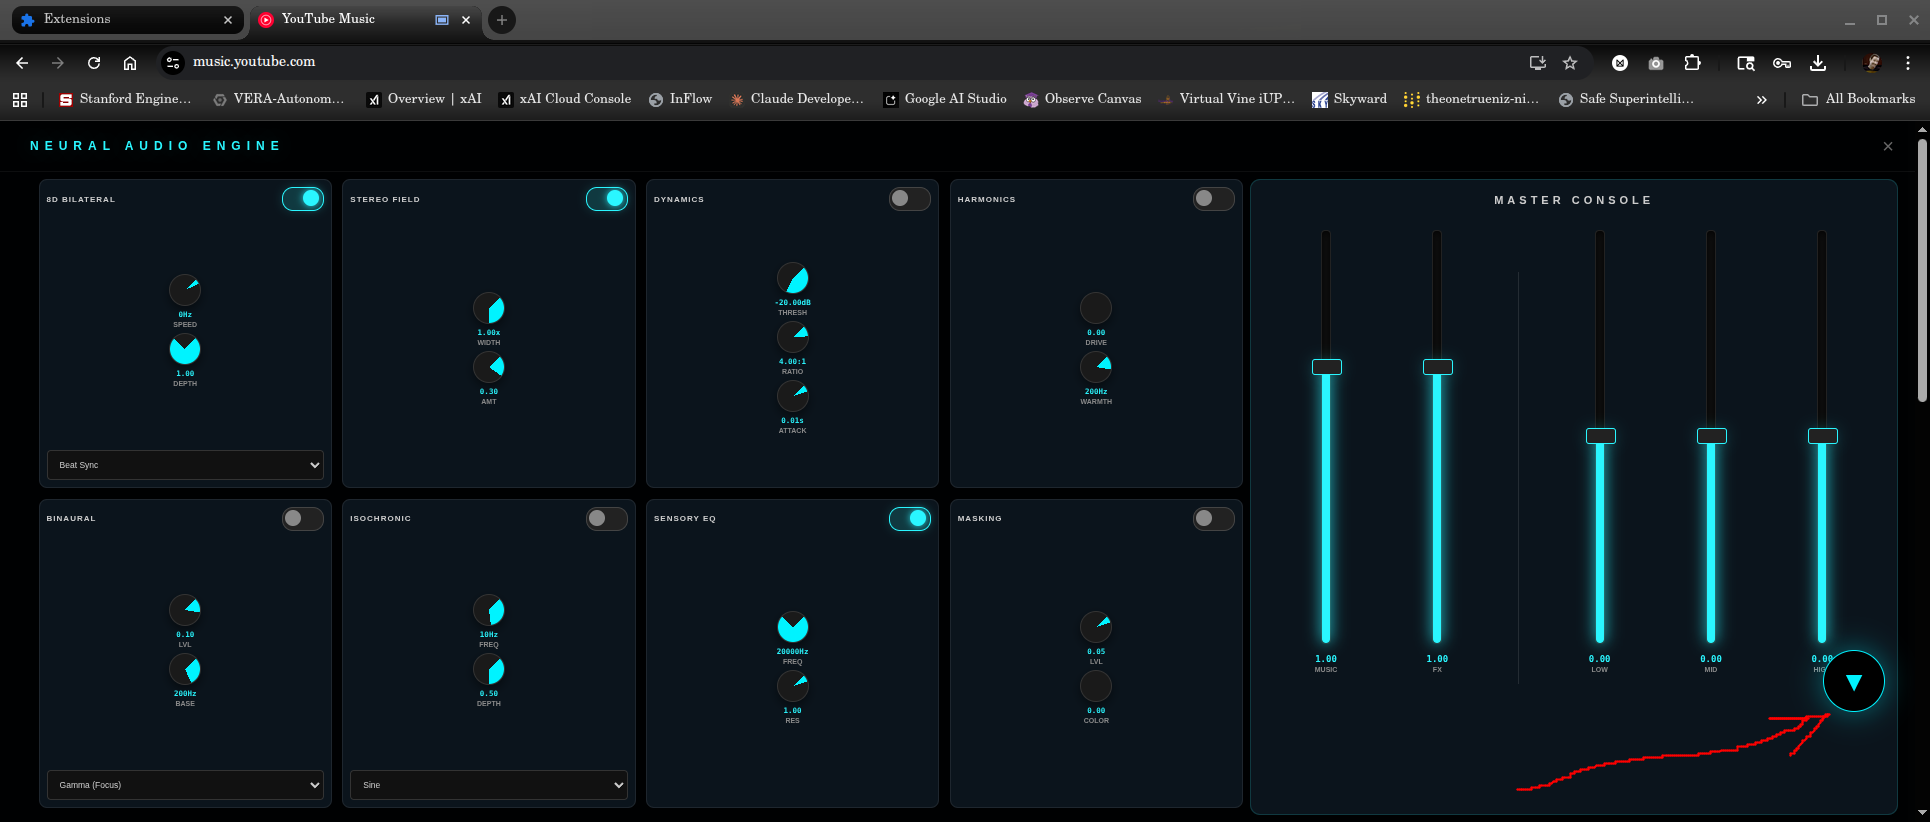 Extensions
YouTube Music
music.youtube.com
Stanford Engine…
VERA-Autonom…
Overview | xAI
xAI Cloud Console
InFlow
Claude Develope…
Google AI Studio
Observe Canvas
Virtual Vine iUP…
Skyward
theonetrueniz-ni…
Safe Superintelli…
All Bookmarks
NEURAL AUDIO ENGINE
8D BILATERAL
0Hz
SPEED
1.00
DEPTH
Beat Sync
STEREO FIELD
1.00x
WIDTH
0.30
AMT
DYNAMICS
-20.00dB
THRESH
4.00:1
RATIO
0.01s
ATTACK
HARMONICS
0.00
DRIVE
200Hz
WARMTH
BINAURAL
0.10
LVL
200Hz
BASE
Gamma (Focus)
ISOCHRONIC
10Hz
FREQ
0.50
DEPTH
Sine
SENSORY EQ
20000Hz
FREQ
1.00
RES
MASKING
0.05
LVL
0.00
COLOR
MASTER CONSOLE
1.00
MUSIC
1.00
FX
0.00
LOW
0.00
MID
0.00